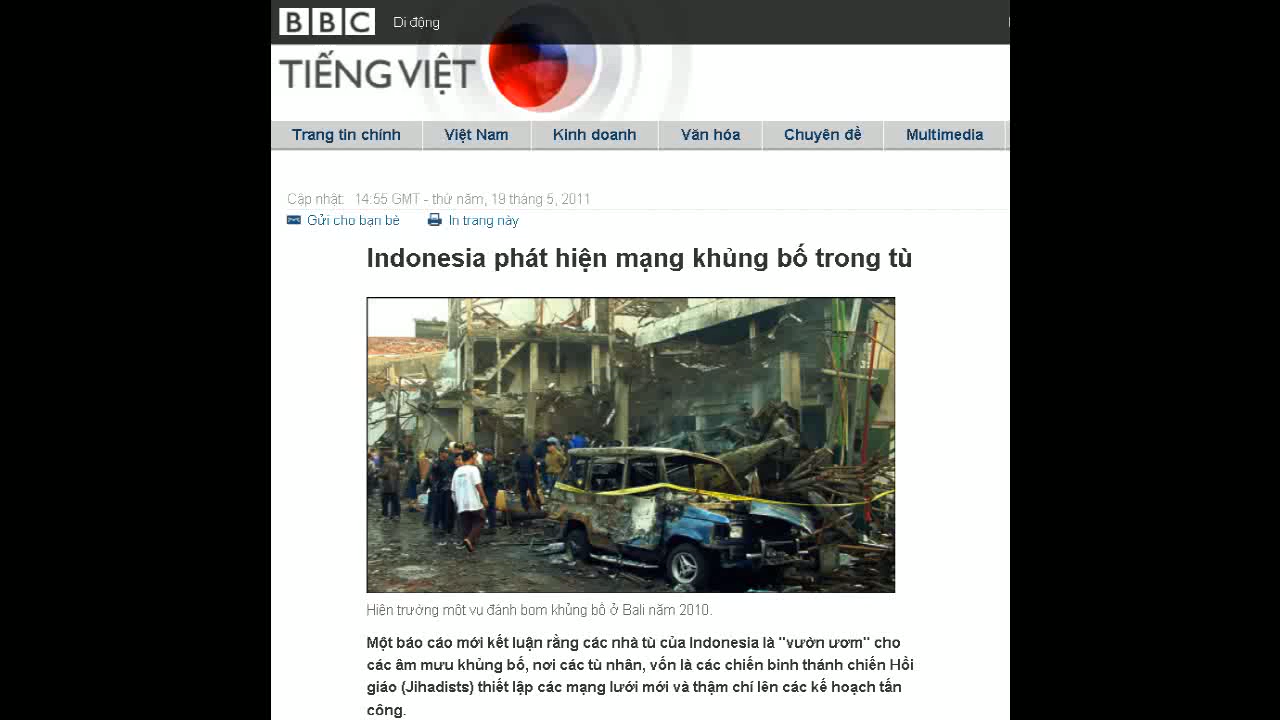 BBC Di động
TIẾNG VIỆT
Trang tin chính Việt Nam Kinh doanh Văn hóa Chuyên đề Multimedia
Cập nhật: 14:55 GMT - thứ năm, 19 tháng 5, 2011
Gửi cho bạn bè In trang này
Indonesia phát hiện mạng khủng bố trong tù
Hiện trường một vụ đánh bom khủng bố ở Bali năm 2010.
Một báo cáo mới kết luận rằng các nhà tù của Indonesia là "vườn ươm" cho
các âm mưu khủng bố, nơi các tù nhân, vốn là các chiến binh thánh chiến Hồi
giáo (Jihadists) thiết lập các mạng lưới mới và thậm chí lên các kế hoạch tấn
công.